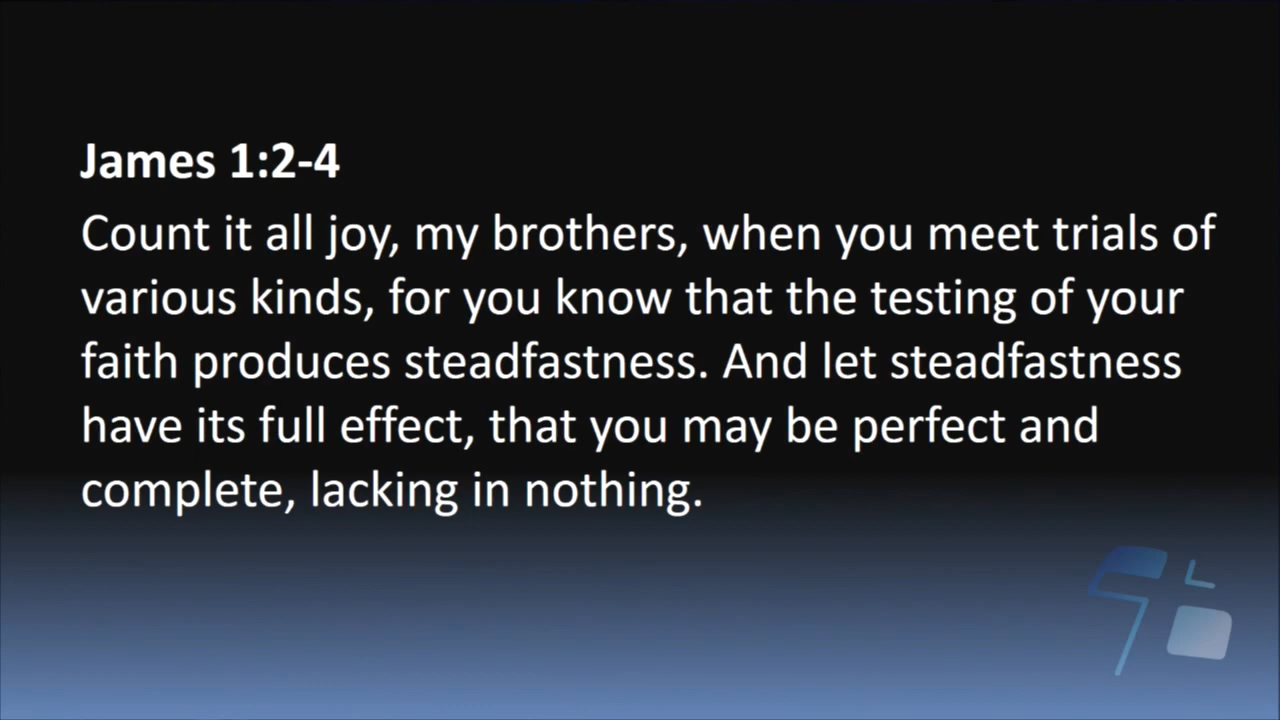 James 1:2-4
Count it all joy, my brothers, when you meet trials of
various kinds, for you know that the testing of your
faith produces steadfastness. And let steadfastness
have its full effect, that you may be perfect and
complete, lacking in nothing.